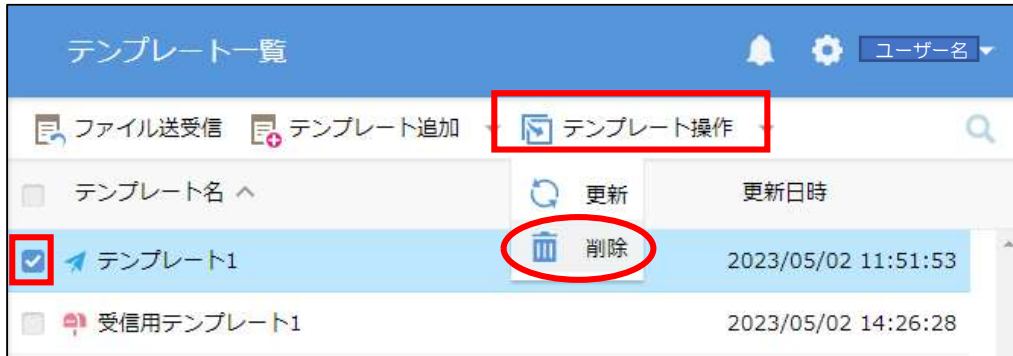 テンプレート一覧 ユーザー名
ファイル送受信 テンプレート追加 テンプレート操作
テンプレート名 更新 更新日時
テンプレート1 削除 2023/05/02 11:51:53
受信用テンプレート1 2023/05/02 14:26:28